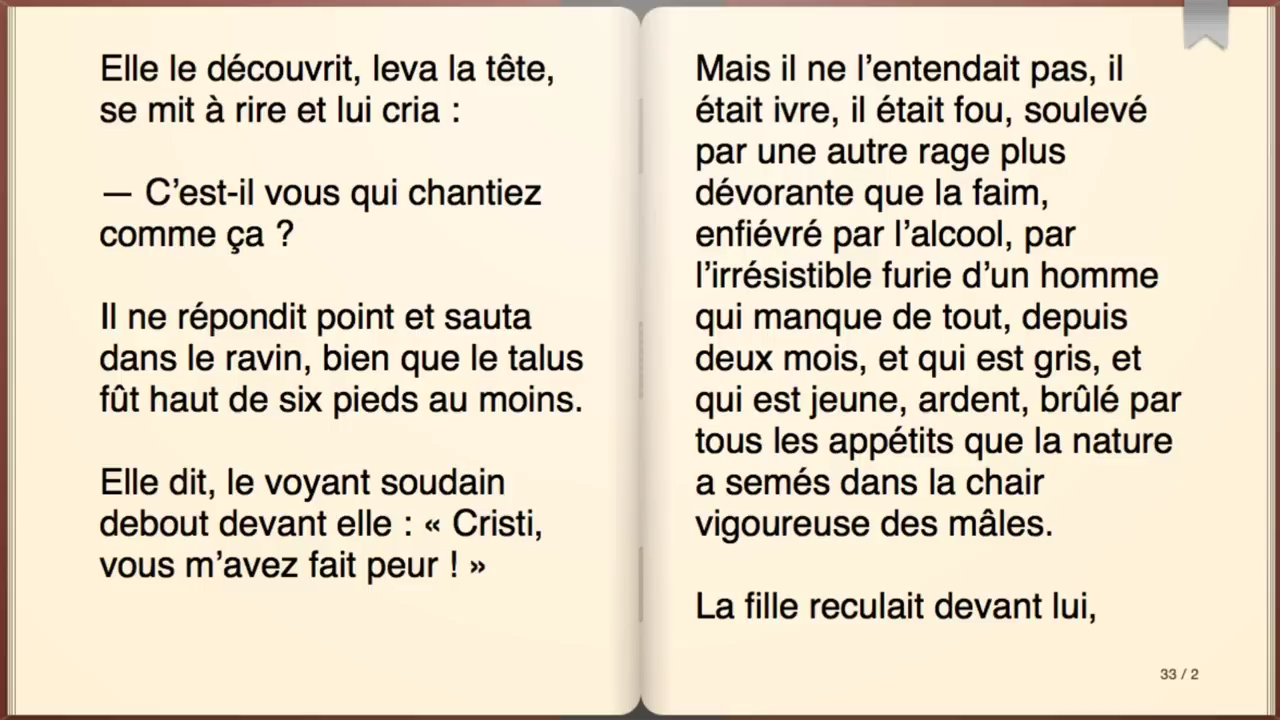 Elle le découvrit, leva la tête,
se mit à rire et lui cria :
— C’est-il vous qui chantiez
comme ça ?
Il ne répondit point et sauta
dans le ravin, bien que le talus
fût haut de six pieds au moins.
Elle dit, le voyant soudain
debout devant elle : « Cristi,
vous m’avez fait peur ! »
Mais il ne l’entendait pas, il
était ivre, il était fou, soulevé
par une autre rage plus
dévorante que la faim,
enfiévré par l’alcool, par
l’irrésistible furie d’un homme
qui manque de tout, depuis
deux mois, et qui est gris, et
qui est jeune, ardent, brûlé par
tous les appétits que la nature
a semés dans la chair
vigoureuse des mâles.
La fille reculait devant lui,
33 / 2